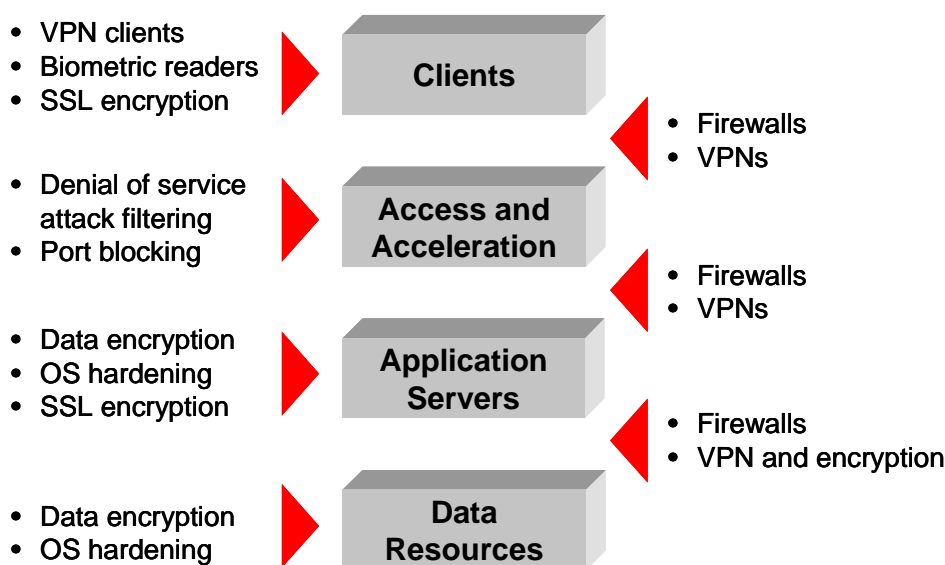 • VPN clients
• Biometric readers
• SSL encryption
Clients
• Firewalls
• VPNs
• Denial of service
attack filtering
• Port blocking
Access and
Acceleration
• Firewalls
• VPNs
• Data encryption
• OS hardening
• SSL encryption
Application
Servers
• Firewalls
• VPN and encryption
• Data encryption
• OS hardening
Data
Resources